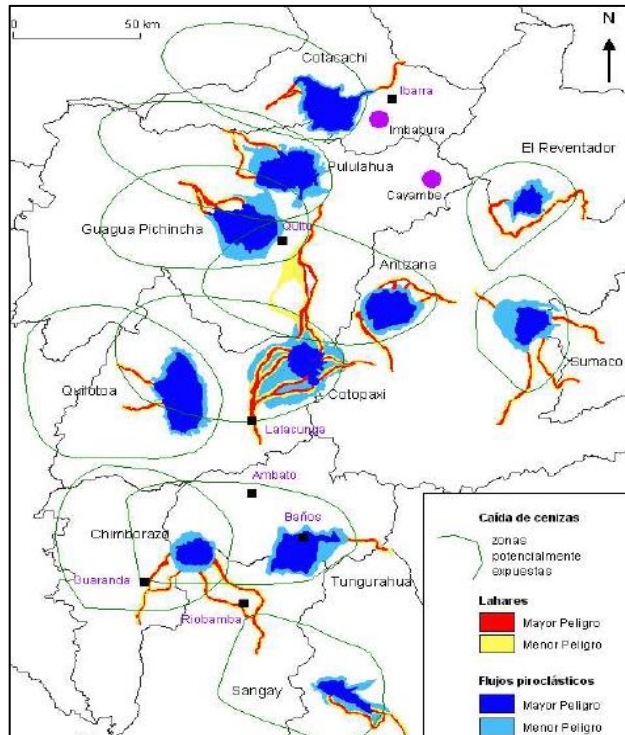 0
50 km.
N
Cotacachi
Ibarra
Imbabura
El Reventador
Pululahua
Cayambe
Guagua Pichincha
Quito
Antizana
Sumaco
Quilotoa
Cotopaxi
Latacunga
Ambato
Chimborazo
Baños
Guaranda
Tungurahua
Riobamba
Sangay
Caída de cenizas
zonas
potencialmente
expuestas
Lahares
Mayor Peligro
Menor Peligro
Flujos piroclásticos
Mayor Peligro
Menor Peligro